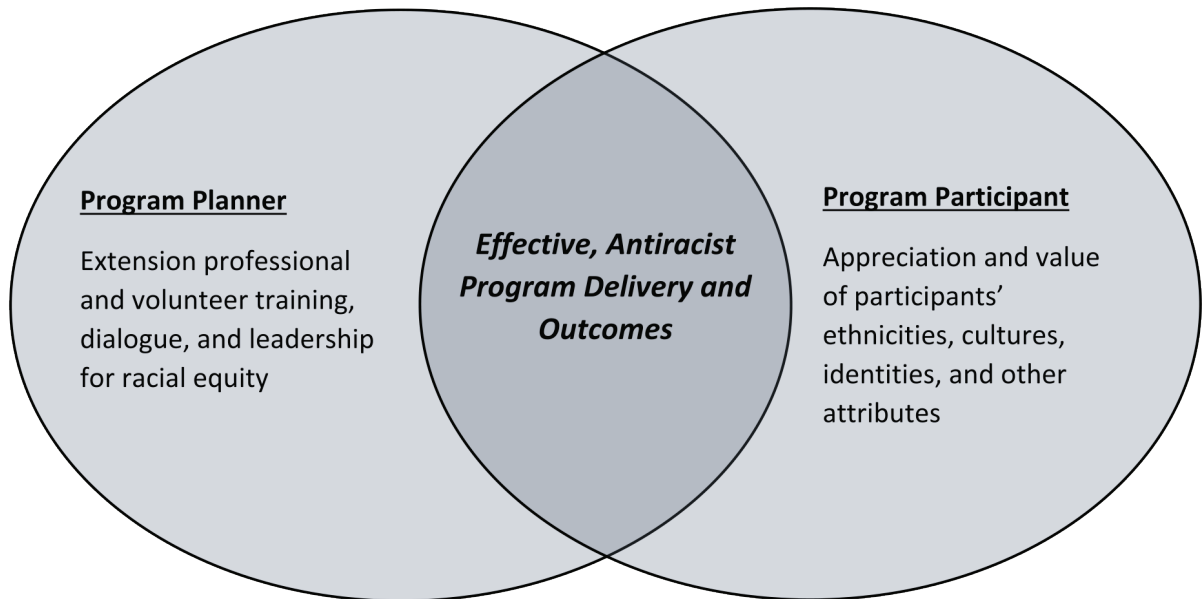 Program Planner
Extension professional
and volunteer training,
dialogue, and leadership
for racial equity
Effective, Antiracist
Program Delivery and
Outcomes
Program Participant
Appreciation and value
of participants’
ethnicities, cultures,
identities, and other
attributes